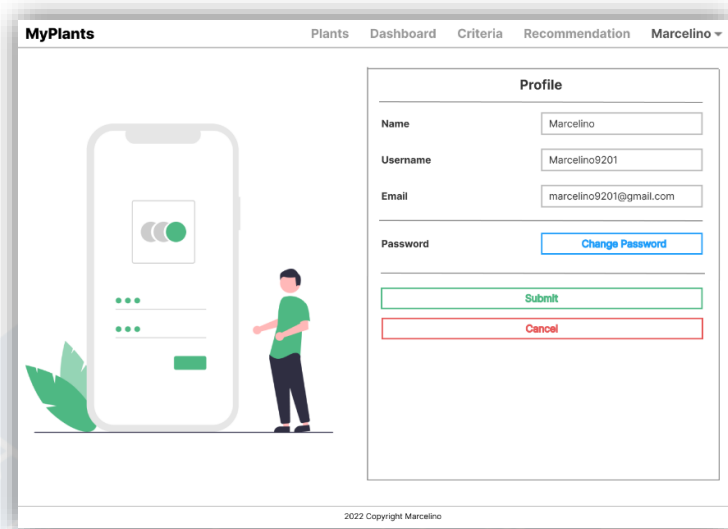 MyPlants Plants Dashboard Criteria Recommendation Marcelino
Profile
Name Marcelino
Username Marcelino9201
Email marcelino9201@gmail.com
Password Change Password
Submit
Cancel
2022 Copyright Marcelino